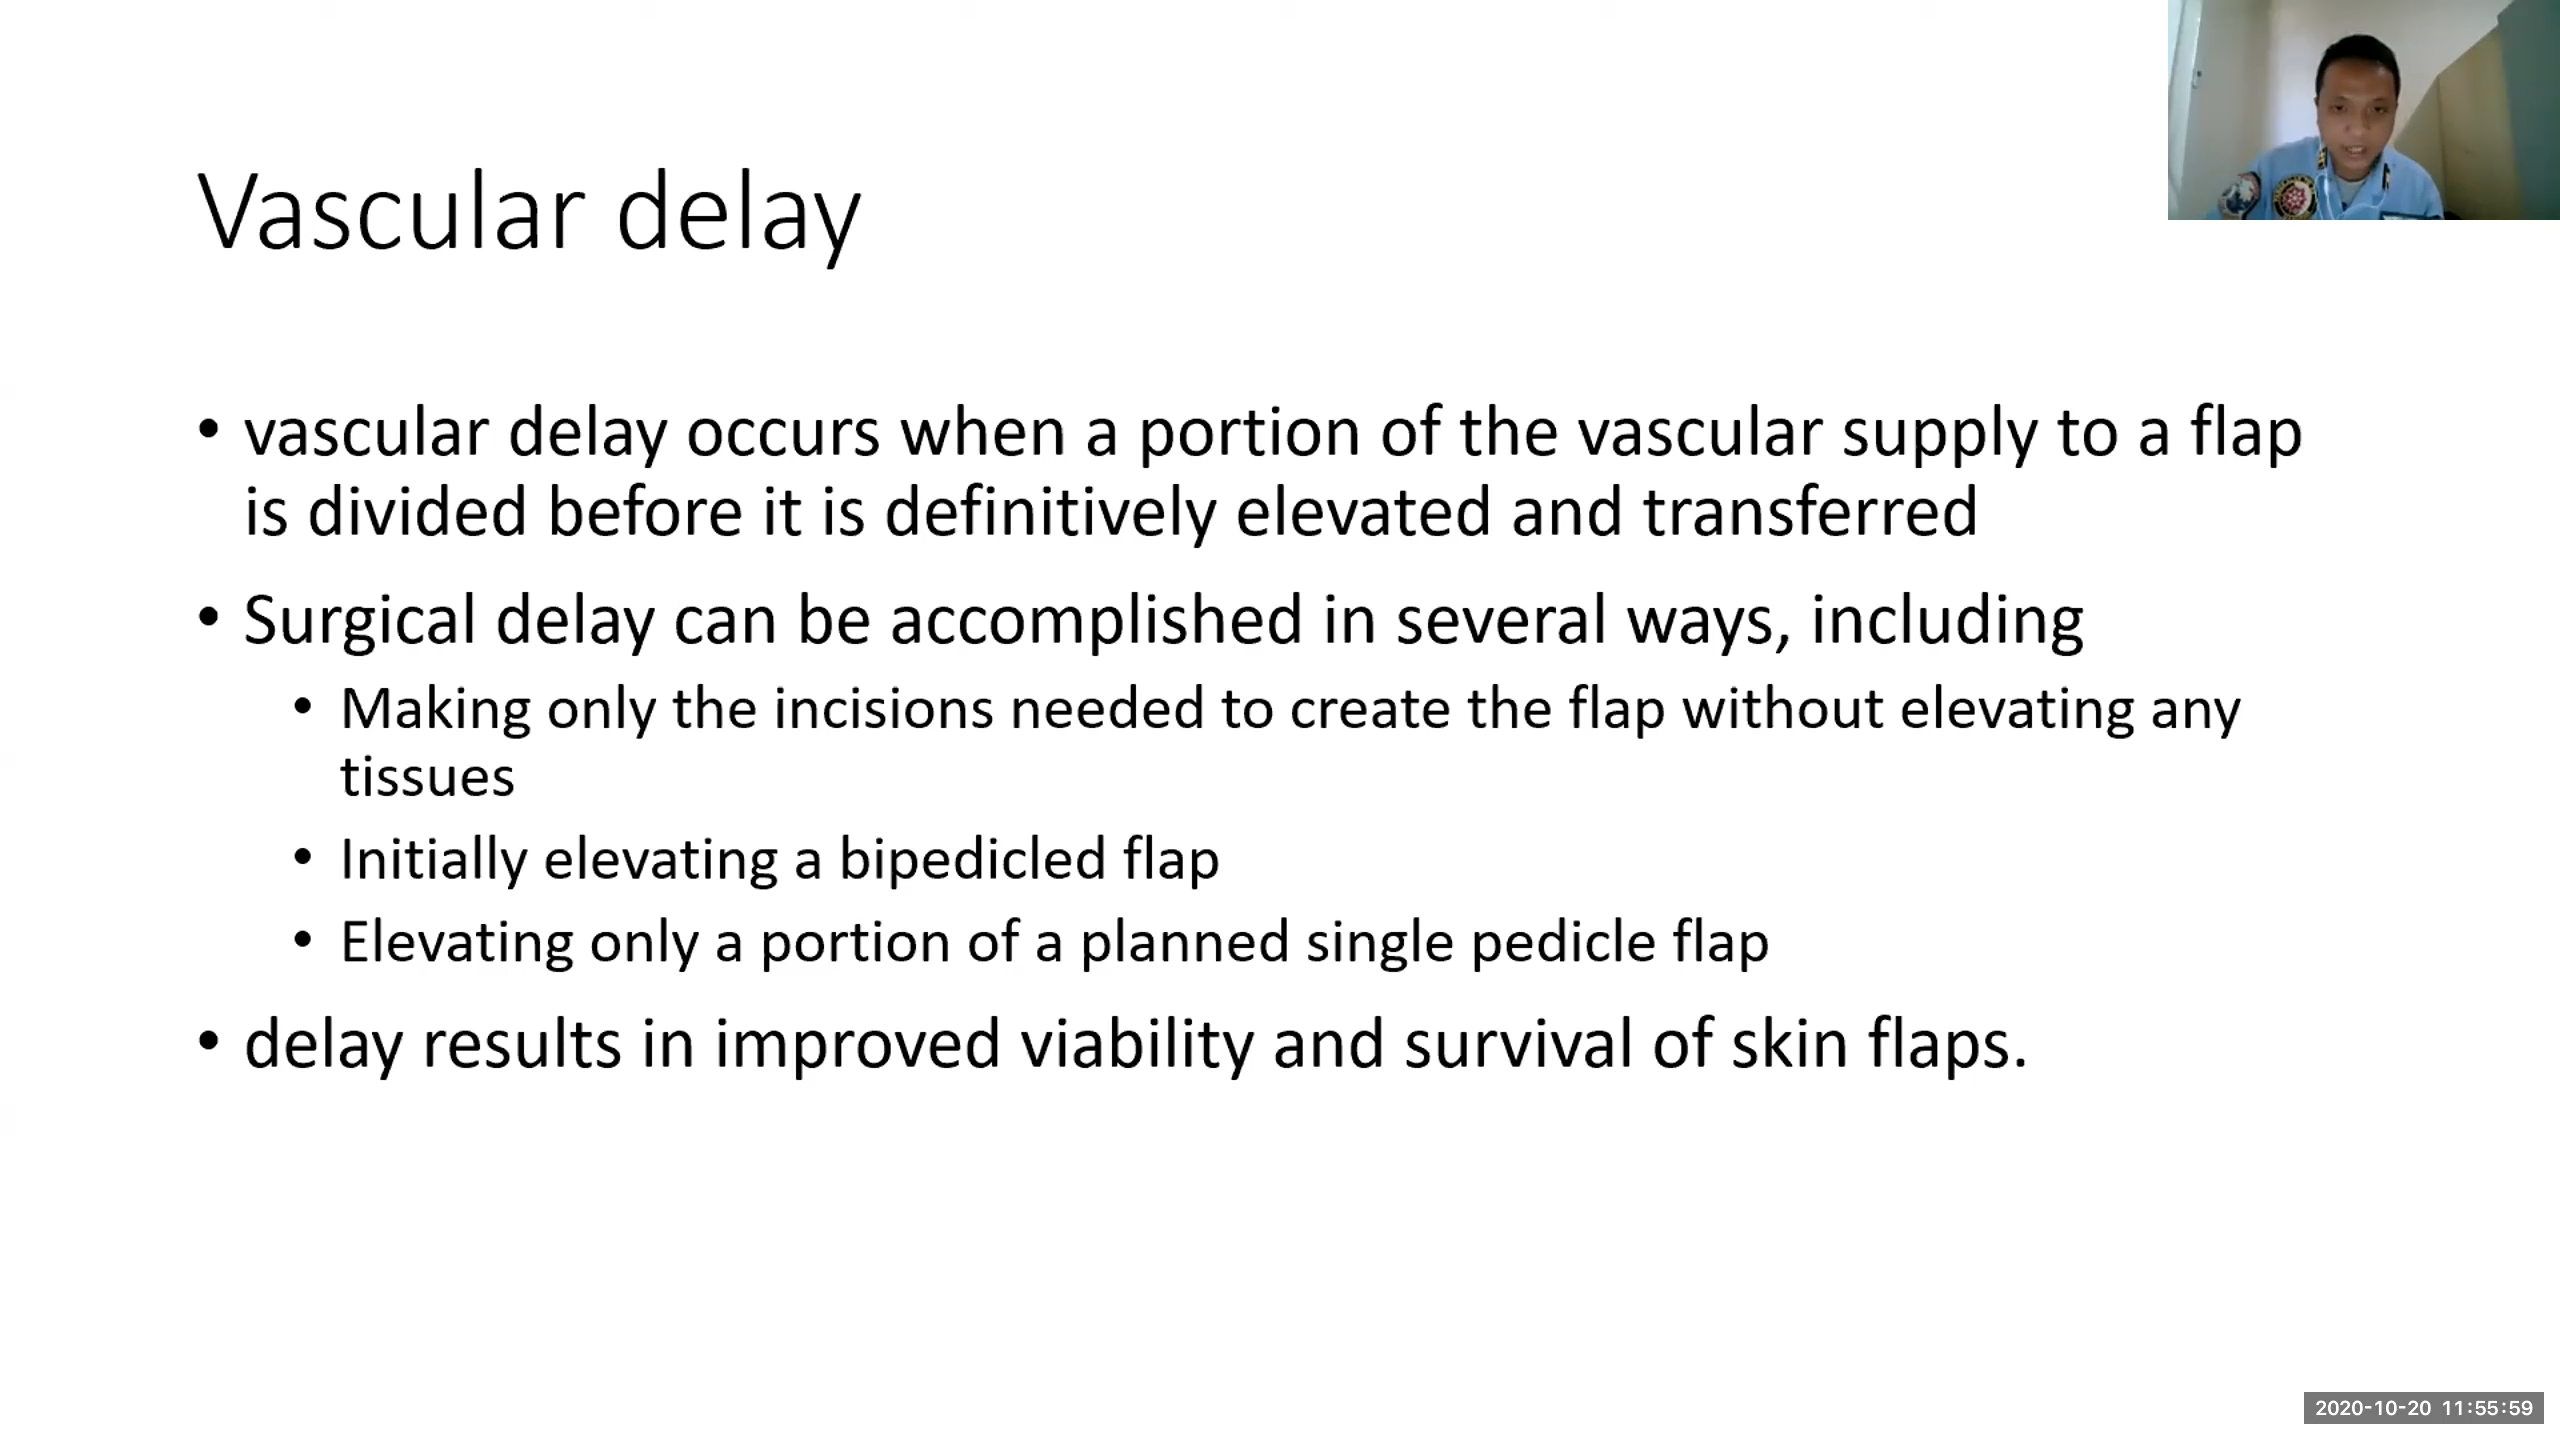 Vascular delay
• vascular delay occurs when a portion of the vascular supply to a flap
is divided before it is definitively elevated and transferred
• Surgical delay can be accomplished in several ways, including
• Making only the incisions needed to create the flap without elevating any
tissues
• Initially elevating a bipedicled flap
• Elevating only a portion of a planned single pedicle flap
• delay results in improved viability and survival of skin flaps.
2020-10-20 11:55:59